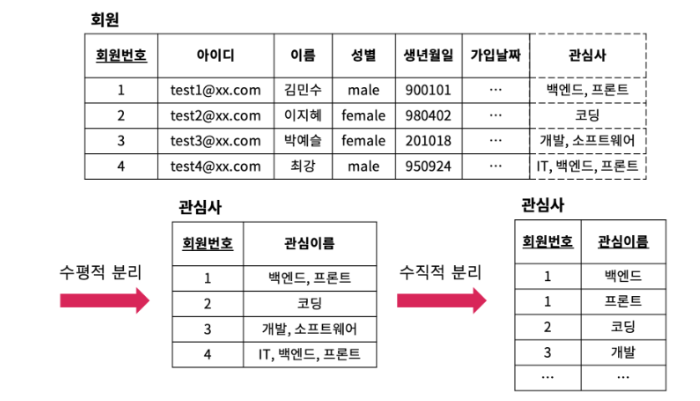 회원
회원번호 아이디 이름 성별 생년월일 가입날짜 관심사
1 test1@xx.com 김민수 male 900101 ... 백엔드, 프론트
2 test2@xx.com 이지혜 female 980402 ... 코딩
3 test3@xx.com 박예슬 female 201018 ... 개발, 소프트웨어
4 test4@xx.com 최강 male 950924 ... IT, 백엔드, 프론트
수평적 분리
관심사
회원번호 관심이름
1 백엔드, 프론트
2 코딩
3 개발, 소프트웨어
4 IT, 백엔드, 프론트
수직적 분리
관심사
회원번호 관심이름
1 백엔드
1 프론트
2 코딩
3 개발
... ...